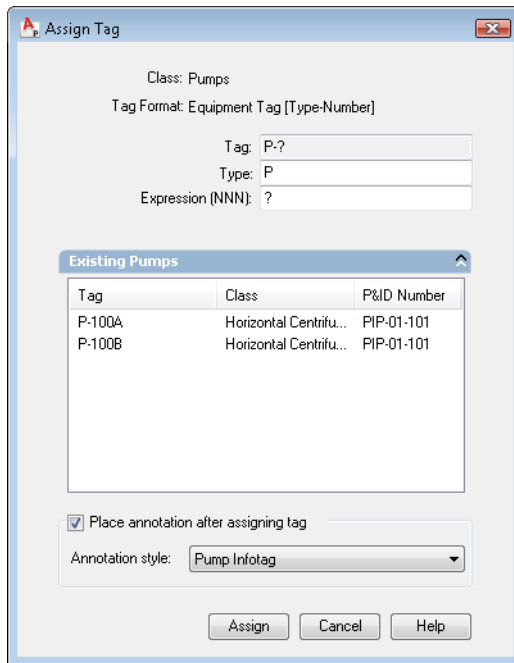 Assign Tag
Class: Pumps
Tag Format: Equipment Tag [Type-Number]
Tag: P-?
Type: P
Expression (NNN): ?
Existing Pumps
Tag Class P&ID Number
P-100A Horizontal Centrifu... PIP-01-101
P-100B Horizontal Centrifu... PIP-01-101
Place annotation after assigning tag
Annotation style: Pump Infotag
Assign Cancel Help